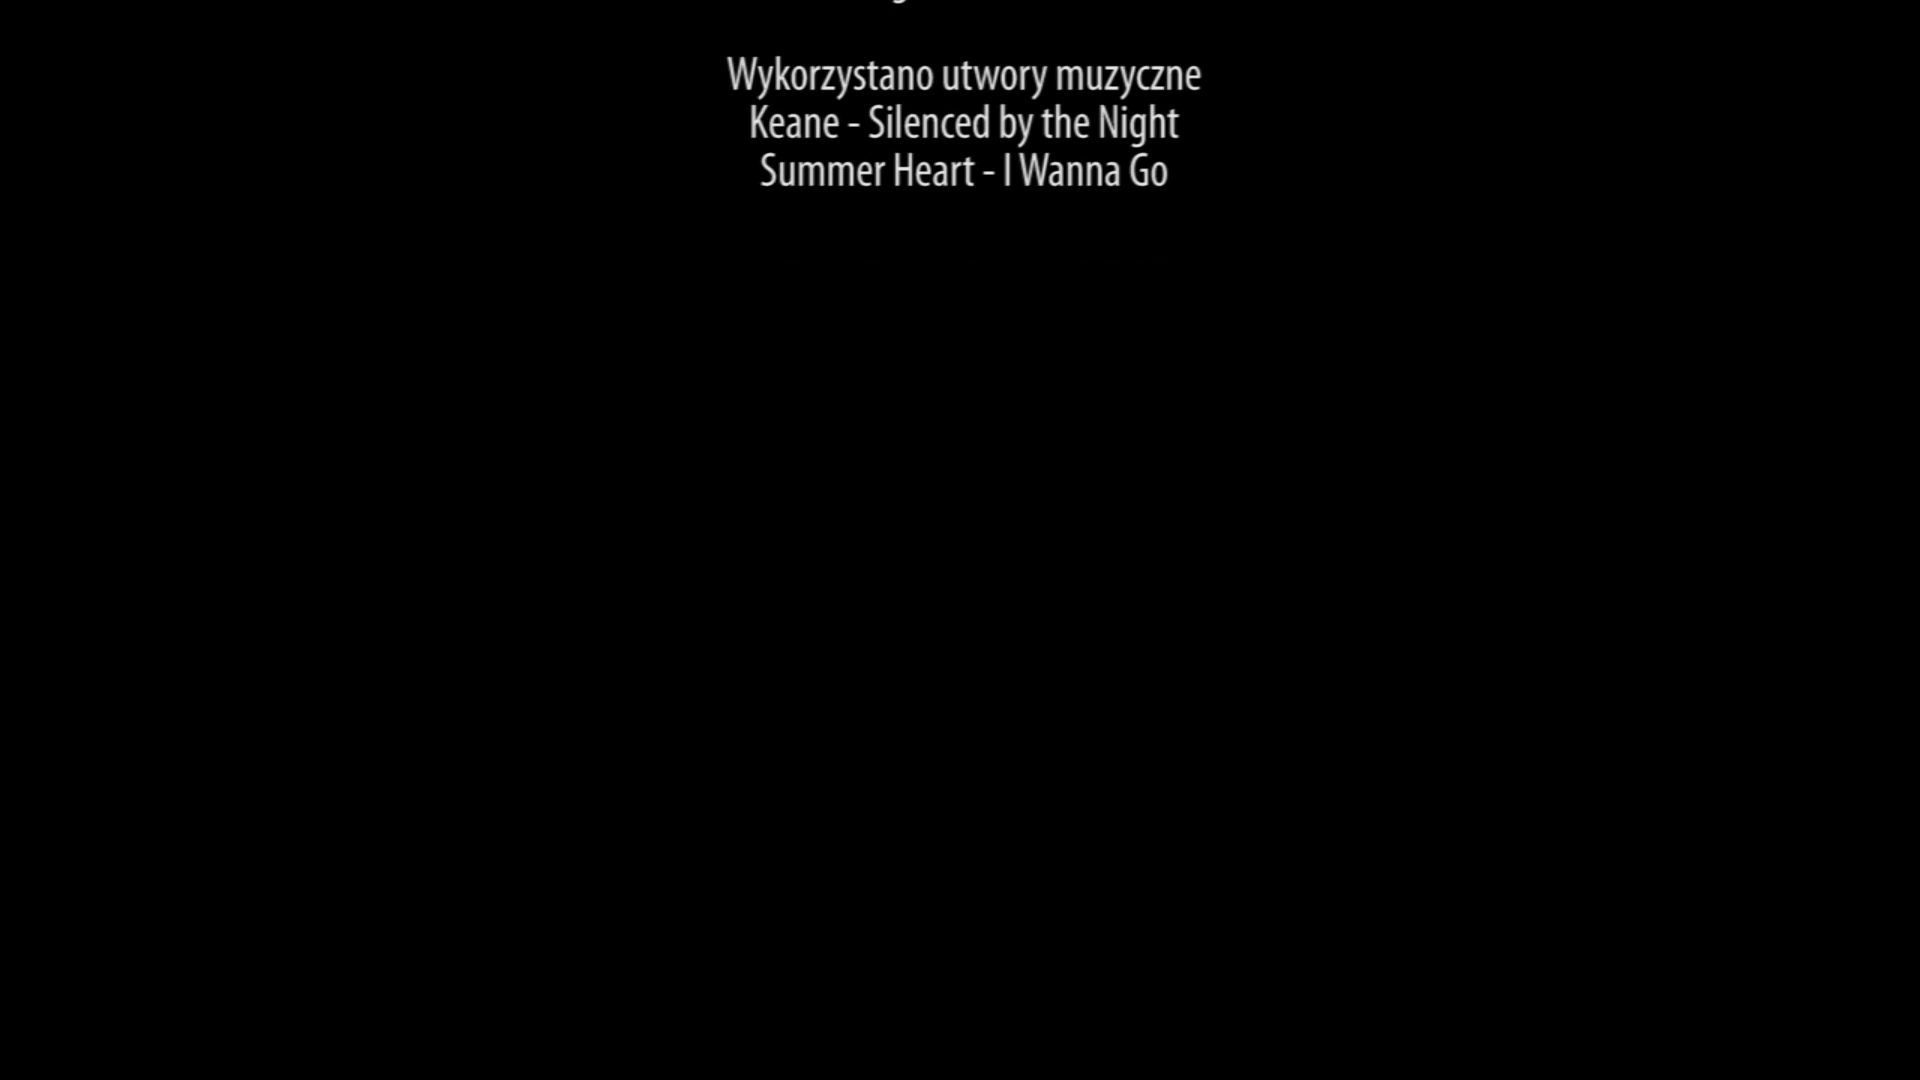 Wykorzystano utwory muzyczne
Keane - Silenced by the Night
Summer Heart - I Wanna Go